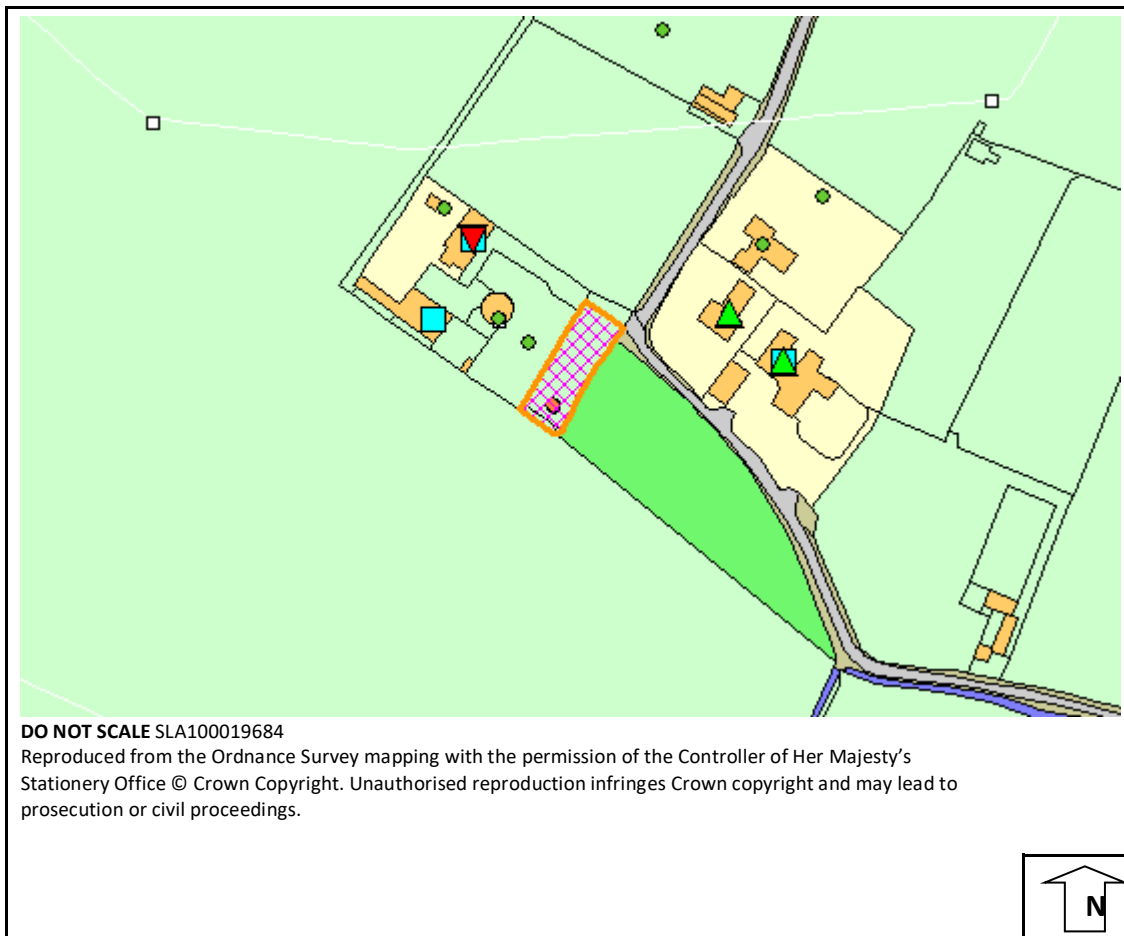 DO NOT SCALE SLA100019684
Reproduced from the Ordnance Survey mapping with the permission of the Controller of Her Majesty's
Stationery Office © Crown Copyright. Unauthorised reproduction infringes Crown copyright and may lead to
prosecution or civil proceedings.
N